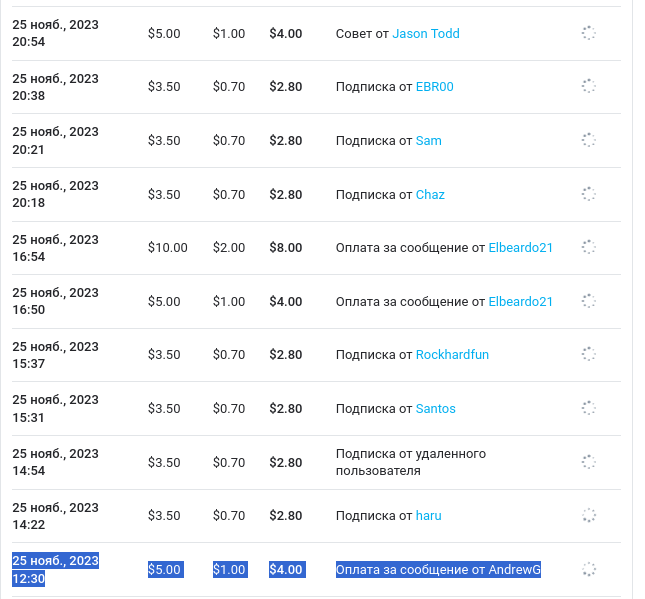 25 нояб., 2023
20:54
$5.00 $1.00 $4.00 Совет от Jason Todd
25 нояб., 2023
20:38
$3.50 $0.70 $2.80 Подписка от EBR00
25 нояб., 2023
20:21
$3.50 $0.70 $2.80 Подписка от Sam
25 нояб., 2023
20:18
$3.50 $0.70 $2.80 Подписка от Chaz
25 нояб., 2023
16:54
$10.00 $2.00 $8.00 Оплата за сообщение от Elbeardo21
25 нояб., 2023
16:50
$5.00 $1.00 $4.00 Оплата за сообщение от Elbeardo21
25 нояб., 2023
15:37
$3.50 $0.70 $2.80 Подписка от Rockhardfun
25 нояб., 2023
15:31
$3.50 $0.70 $2.80 Подписка от Santos
25 нояб., 2023
14:54
$3.50 $0.70 $2.80 Подписка от удаленного
пользователя
25 нояб., 2023
14:22
$3.50 $0.70 $2.80 Подписка от haru
25 нояб., 2023
12:30
$5.00 $1.00 $4.00 Оплата за сообщение от AndrewG